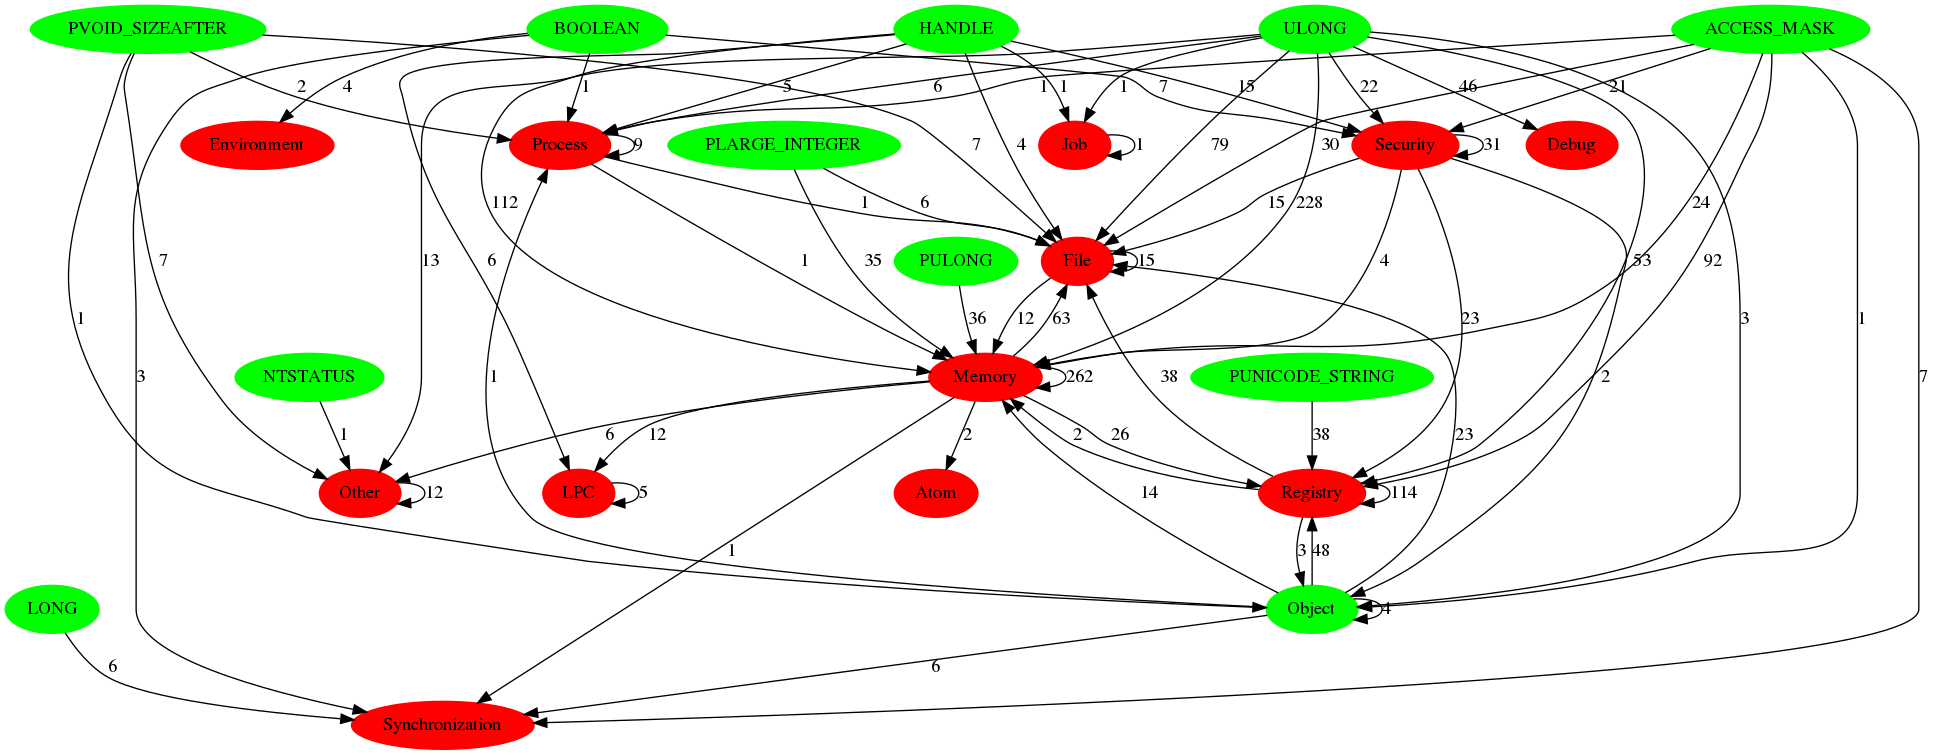 PVOID_SIZEAFTER BOOLEAN HANDLE ULONG ACCESS_MASK
2 4 1 5 6 1 1 1 7 15 15 22 46 21
Environment Process PLARGE_INTEGER Job Security Debug
9 7 4 1 79 30 31
112 1 6 15 228 24
7 13 6 1 35 PULONG File 15 4 53 92
1 36 12 63 23 3 1
3 NTSTATUS 1 Memory 262 38 PUNICODE_STRING 2 7
1 6 12 2 2 26 38 23
Other 12 LPC 5 Atom 14 Registry 114
1 3 48
LONG Object 4
6 6
Synchronization